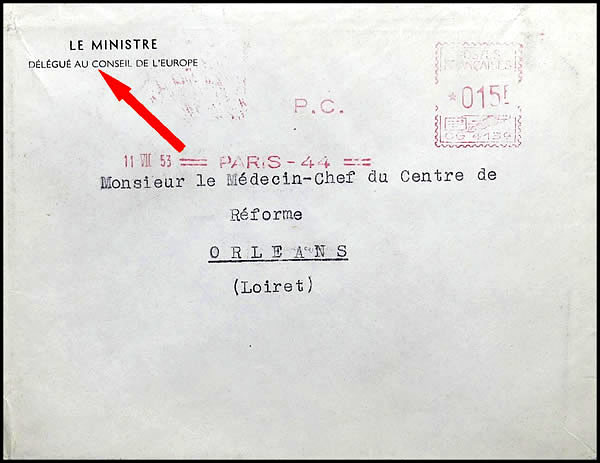 LE MINISTRE
DÉLÉGUÉ AU CONSEIL DE L'EUROPE
POSTES
FRANÇAISES
*015F
P.C.
11 VII 53 == PARIS-44 ==
Monsieur le Médecin-Chef du Centre de
Réforme
ORLEANS
(Loiret)